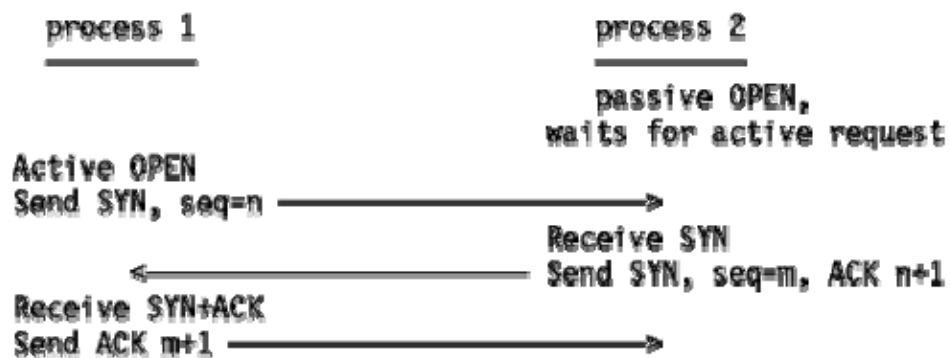 process 1
process 2
passive OPEN,
waits for active request
Active OPEN
Send SYN, seq=n
Receive SYN
Send SYN, seq=m, ACK n+1
Receive SYN+ACK
Send ACK m+1